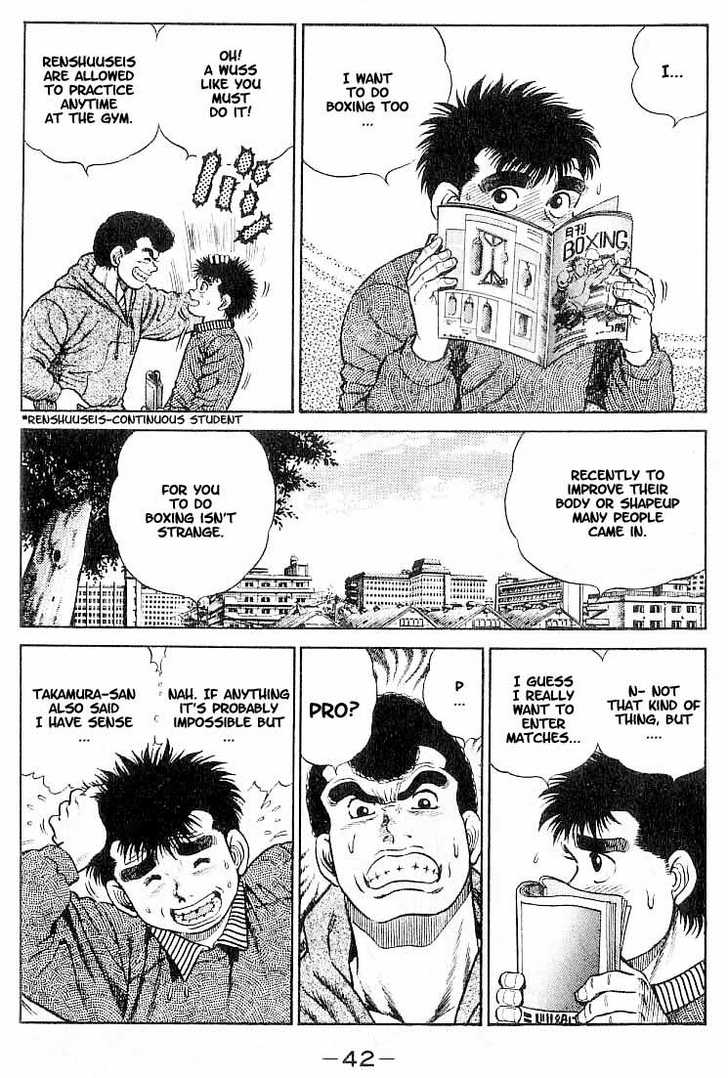 I...
I WANT
TO DO
BOXING TOO
...
月刊
BOXING
OH!
A WUSS
LIKE YOU
MUST
DO IT!
RENSHUUSEIS
ARE ALLOWED
TO PRACTICE
ANYTIME
AT THE GYM.
*RENSHUUSEIS-CONTINUOUS STUDENT
RECENTLY TO
IMPROVE THEIR
BODY OR SHAPEUP
MANY PEOPLE
CAME IN.
FOR YOU
TO DO
BOXING ISN'T
STRANGE.
N- NOT
THAT KIND OF
THING, BUT
....
I GUESS
I REALLY
WANT TO
ENTER
MATCHES...
P
...
PRO?
NAH. IF ANYTHING
IT'S PROBABLY
IMPOSSIBLE BUT
...
TAKAMURA-SAN
ALSO SAID
I HAVE SENSE
...
—42—